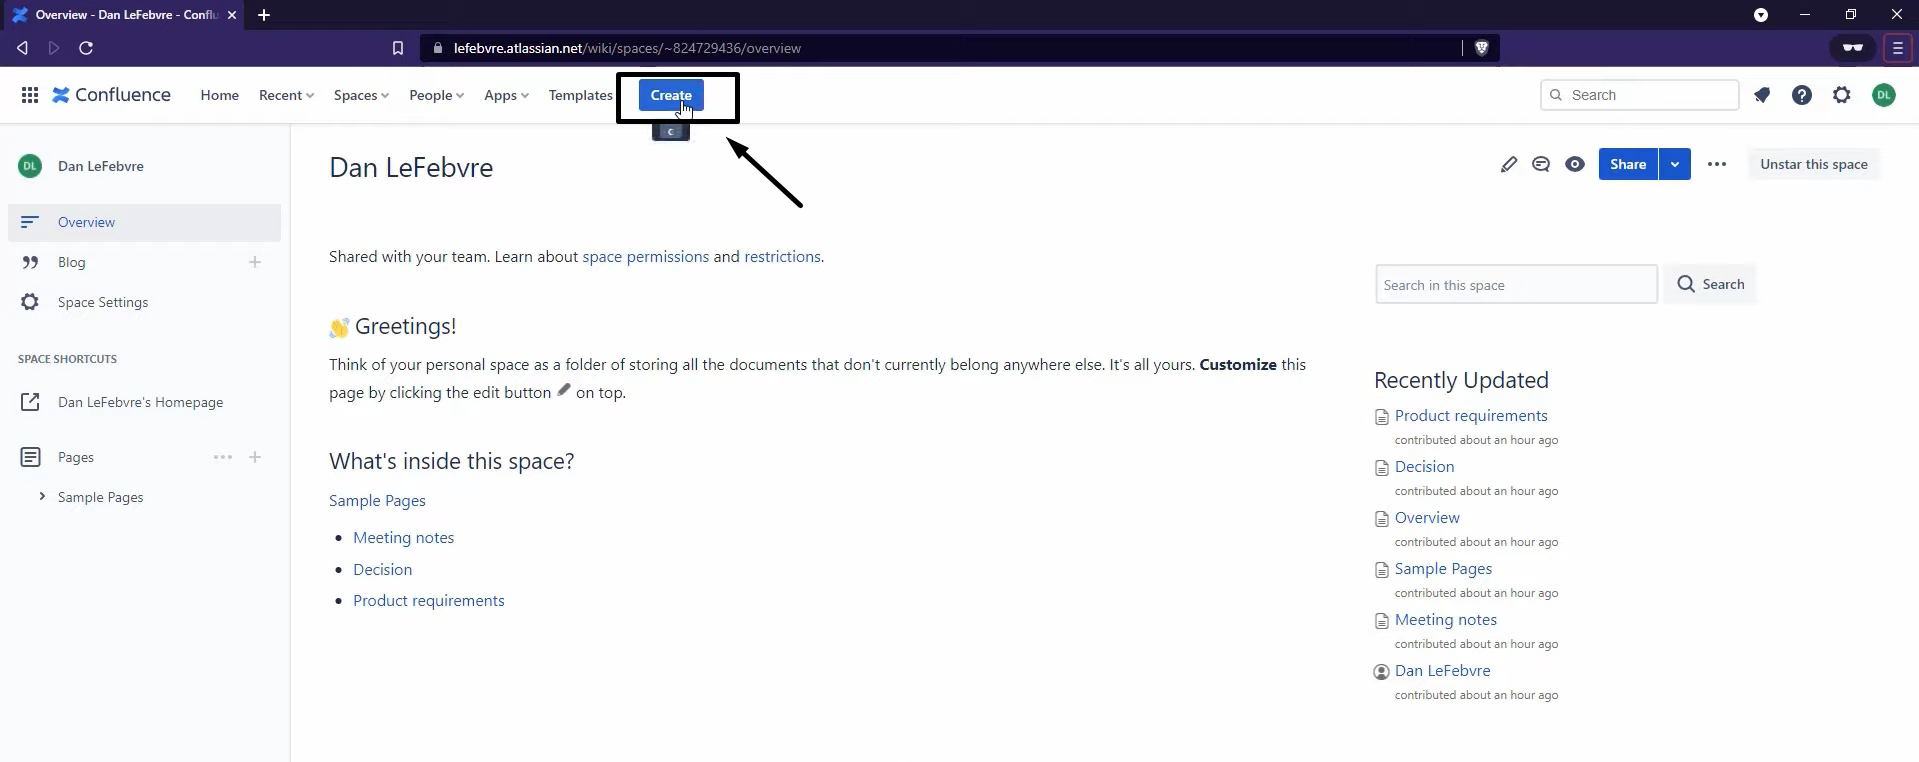 Overview - Dan LeFebvre - Conflu
lefebvre.atlassian.net/wiki/spaces/~824729436/overview
Confluence
Home
Recent
Spaces
People
Apps
Templates
Create
Search
DL
C
DL
Dan LeFebvre
Overview
Blog
Space Settings
SPACE SHORTCUTS
Dan LeFebvre's Homepage
Pages
Sample Pages
Dan LeFebvre
Share
Unstar this space
Shared with your team. Learn about space permissions and restrictions.
👋 Greetings!
Think of your personal space as a folder of storing all the documents that don't currently belong anywhere else. It's all yours. Customize this
page by clicking the edit button on top.
What's inside this space?
Sample Pages
• Meeting notes
• Decision
• Product requirements
Search in this space
Search
Recently Updated
Product requirements
contributed about an hour ago
Decision
contributed about an hour ago
Overview
contributed about an hour ago
Sample Pages
contributed about an hour ago
Meeting notes
contributed about an hour ago
Dan LeFebvre
contributed about an hour ago